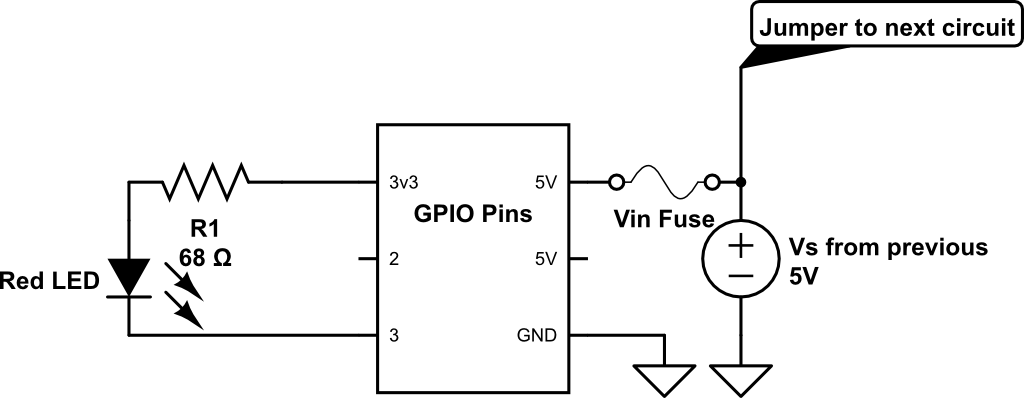 Jumper to next circuit
3v3
5V
GPIO Pins
Vin Fuse
R1
68 Ω
2
5V
Vs from previous
5V
Red LED
3
GND